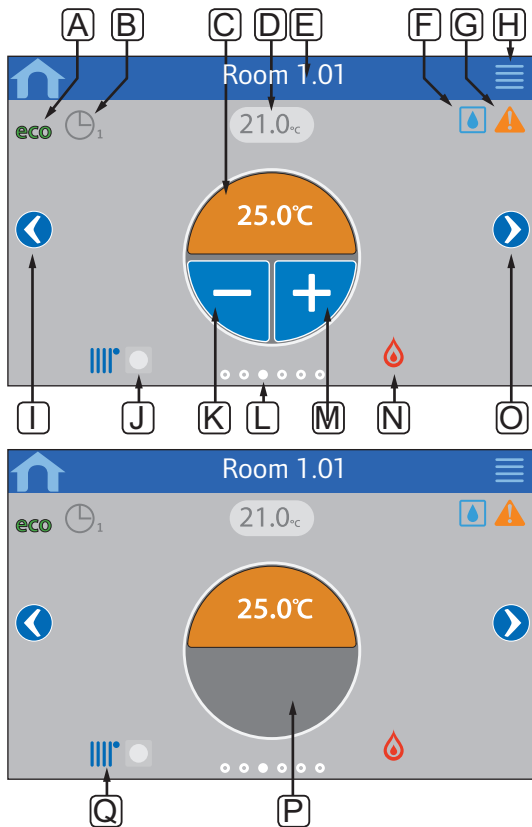 A B C D E F G H
Room 1.01
eco 1 21.0°C
25.0°C
I J K L M N O
Room 1.01
eco 1 21.0°C
25.0°C
Q P